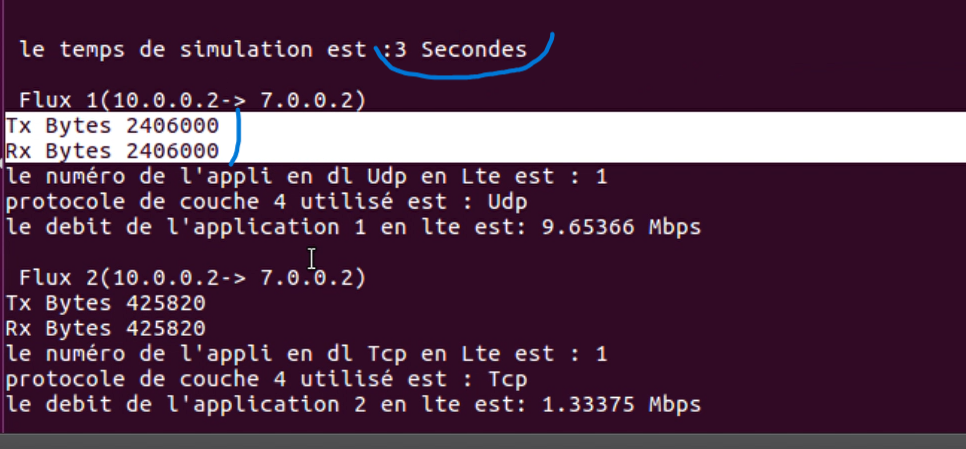 le temps de simulation est :3 Secondes
Flux 1(10.0.0.2-> 7.0.0.2)
Tx Bytes 2406000
Rx Bytes 2406000
le numéro de l'appli en dl Udp en Lte est : 1
protocole de couche 4 utilisé est : Udp
le debit de l'application 1 en lte est: 9.65366 Mbps
Flux 2(10.0.0.2-> 7.0.0.2)
Tx Bytes 425820
Rx Bytes 425820
le numéro de l'appli en dl Tcp en Lte est : 1
protocole de couche 4 utilisé est : Tcp
le debit de l'application 2 en lte est: 1.33375 Mbps